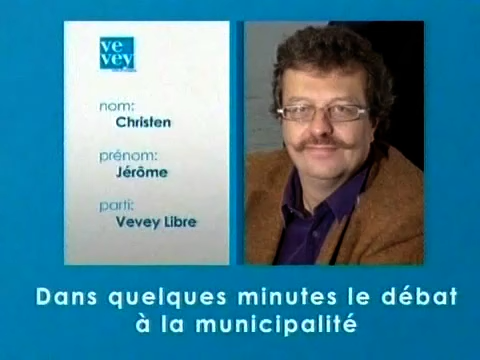 ve
vey
nom:
Christen
prénom:
Jérôme
parti:
Vevey Libre
Dans quelques minutes le débat
à la municipalité